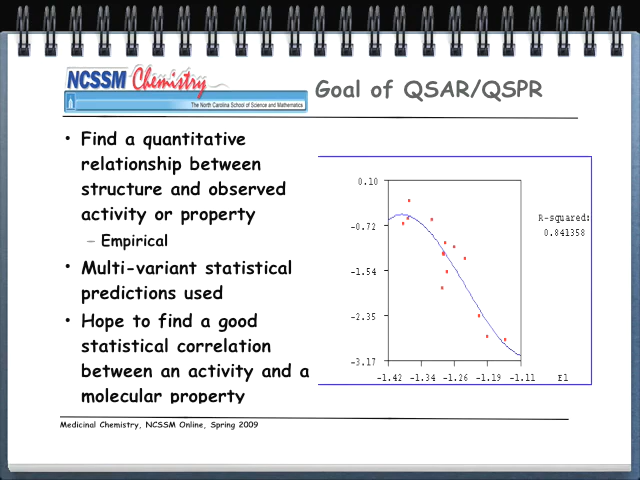 NCSSM Chemistry
The North Carolina School of Science and Mathematics
Goal of QSAR/QSPR
• Find a quantitative
relationship between
structure and observed
activity or property
– Empirical
• Multi-variant statistical
predictions used
• Hope to find a good
statistical correlation
between an activity and a
molecular property
0.10
-0.72
-1.54
-2.35
-3.17
-1.42 -1.34 -1.26 -1.19 -1.11 E1
R-squared:
0.841358
Medicinal Chemistry, NCSSM Online, Spring 2009